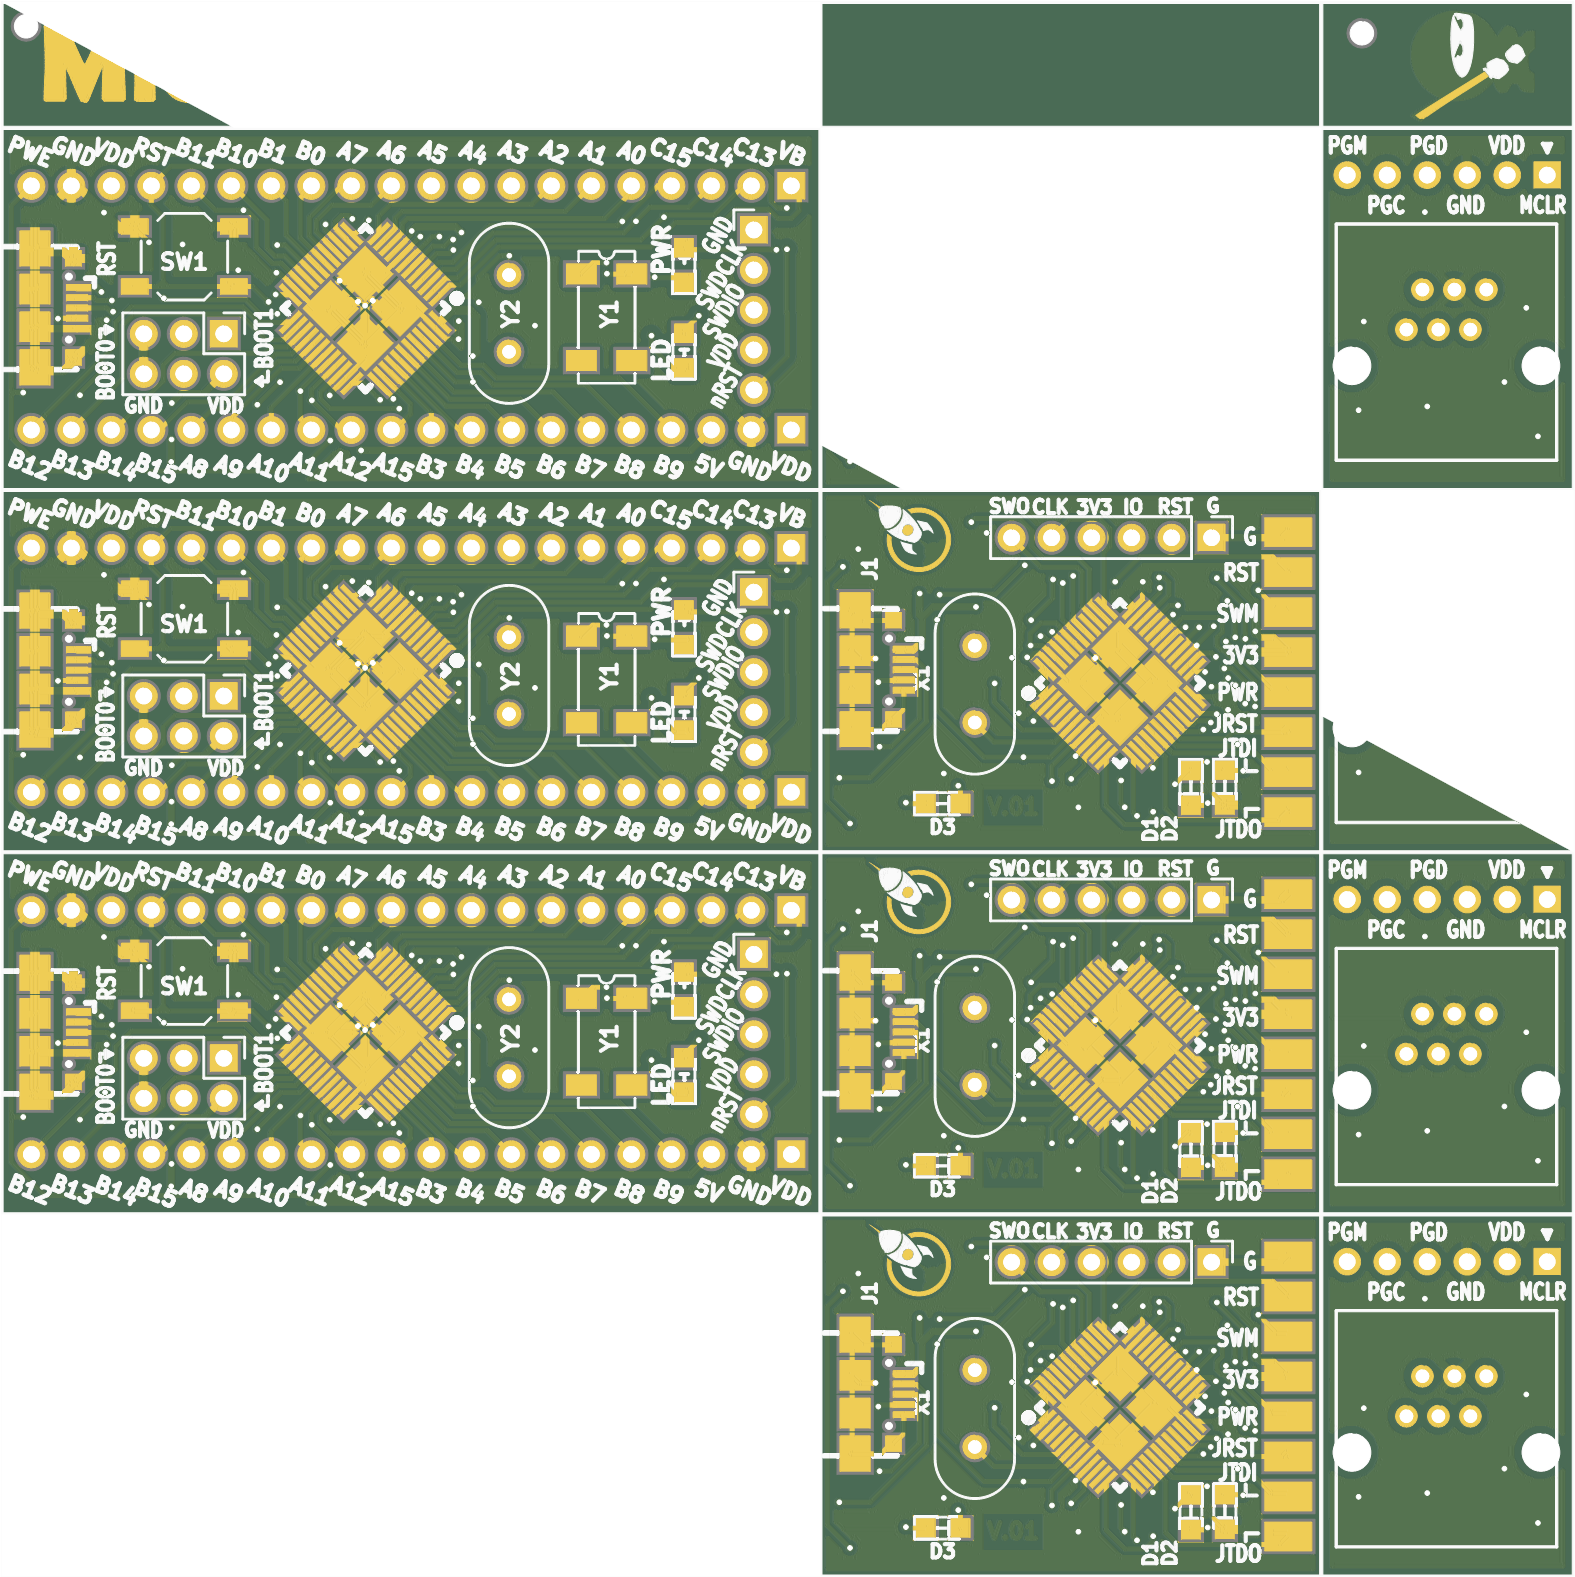 PWE GND VDD RST B11 B10 B1 B0 A7 A6 A5 A4 A3 A2 A1 A0 C15 C14 C13 VB
PGM PGD VDD
PGC . GND MCLR
RST SW1 Y2 Y1 PWR GND
SWDCLK
SWDIO
BOOT0 BOOT1 LED VDD
nRST
GND VDD
B12 B13 B14 B15 A8 A9 A10 A11 A12 A15 B3 B4 B5 B6 B7 B8 B9 5V GND VDD
PWE GND VDD RST B11 B10 B1 B0 A7 A6 A5 A4 A3 A2 A1 A0 C15 C14 C13 VB
SWO CLK 3V3 IO RST G
RST SW1 Y2 Y1 PWR GND
SWDCLK
SWDIO
BOOT0 BOOT1 LED VDD
nRST
GND VDD
B12 B13 B14 B15 A8 A9 A10 A11 A12 A15 B3 B4 B5 B6 B7 B8 B9 5V GND VDD
J1 G
RST
SWM
3V3
PWR
JRST
JTDI
V.01
D3 D1 D2 JTDO
PWE GND VDD RST B11 B10 B1 B0 A7 A6 A5 A4 A3 A2 A1 A0 C15 C14 C13 VB
SWO CLK 3V3 IO RST G
PGM PGD VDD
PGC . GND MCLR
RST SW1 Y2 Y1 PWR GND
SWDCLK
SWDIO
BOOT0 BOOT1 LED VDD
nRST
GND VDD
B12 B13 B14 B15 A8 A9 A10 A11 A12 A15 B3 B4 B5 B6 B7 B8 B9 5V GND VDD
J1 G
RST
SWM
3V3
PWR
JRST
JTDI
V.01
D3 D1 D2 JTDO
SWO CLK 3V3 IO RST G
PGM PGD VDD
PGC . GND MCLR
J1 G
RST
SWM
3V3
PWR
JRST
JTDI
V.01
D3 D1 D2 JTDO